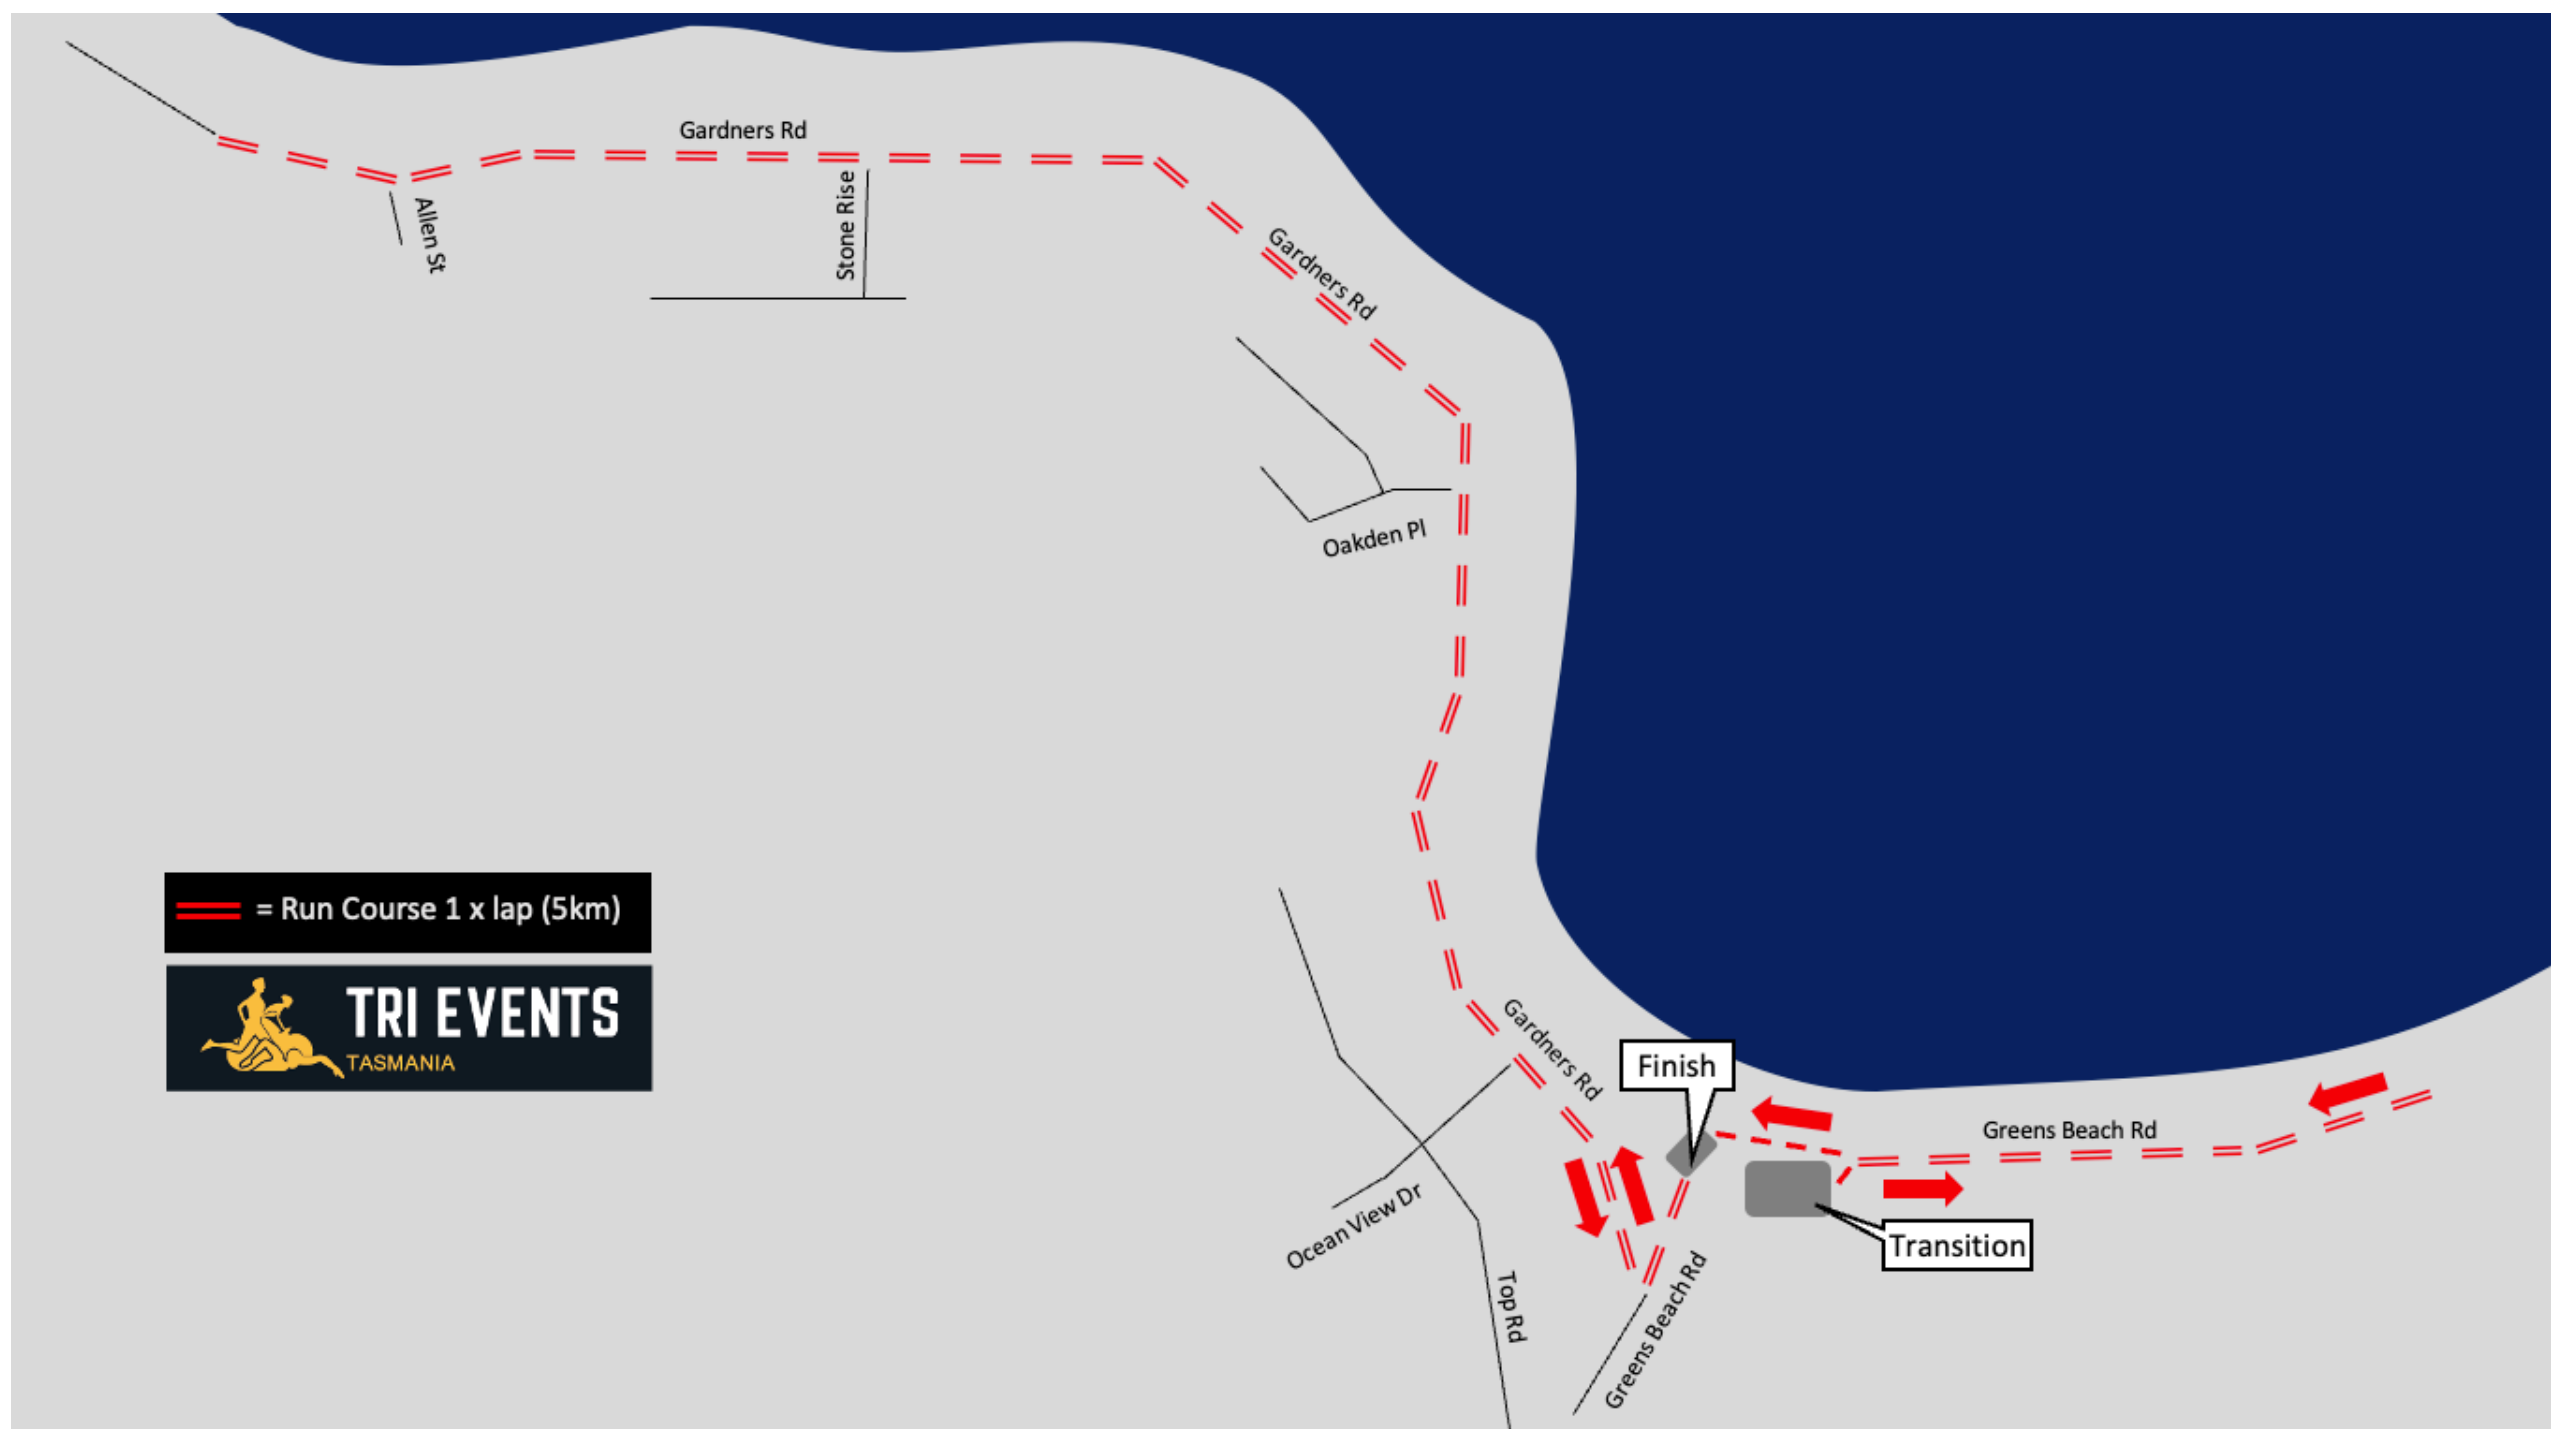 Gardners Rd
Stone Rise
Allen St
Gardners Rd
Oakden Pl
= Run Course 1 x lap (5km)
TRI EVENTS
TASMANIA
Gardners Rd
Finish
Greens Beach Rd
Ocean View Dr
Transition
Top Rd
Greens Beach Rd